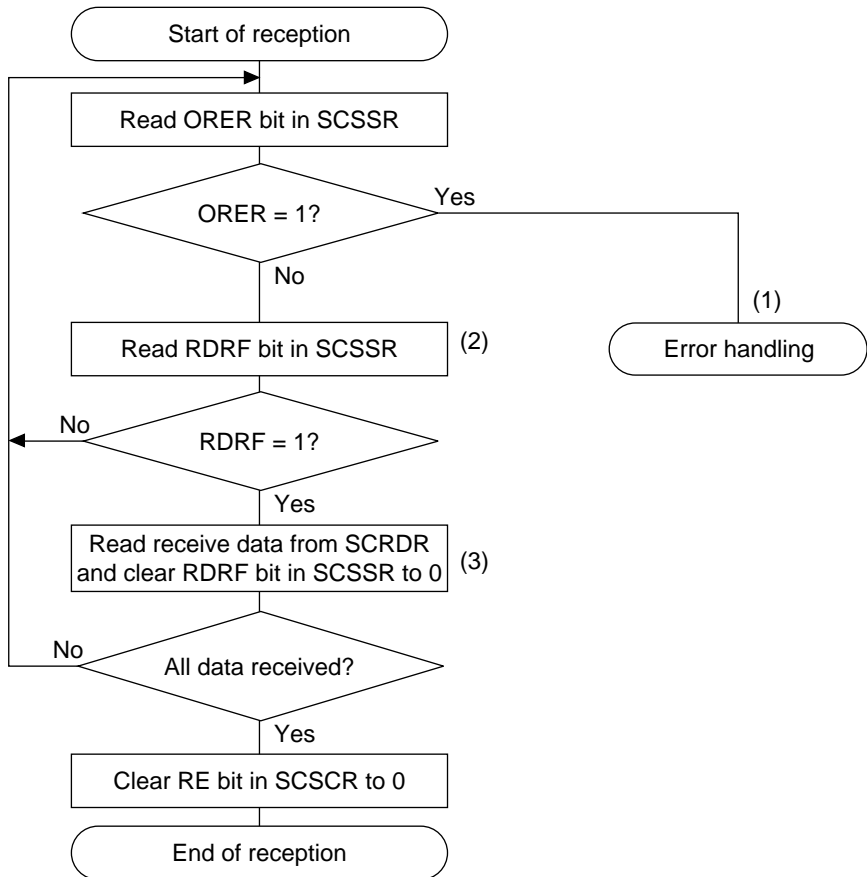 Start of reception
Read ORER bit in SCSSR
ORER = 1?
Yes
No
(1)
Error handling
Read RDRF bit in SCSSR
(2)
RDRF = 1?
No
Yes
Read receive data from SCRDR
and clear RDRF bit in SCSSR to 0
(3)
All data received?
No
Yes
Clear RE bit in SCSCR to 0
End of reception